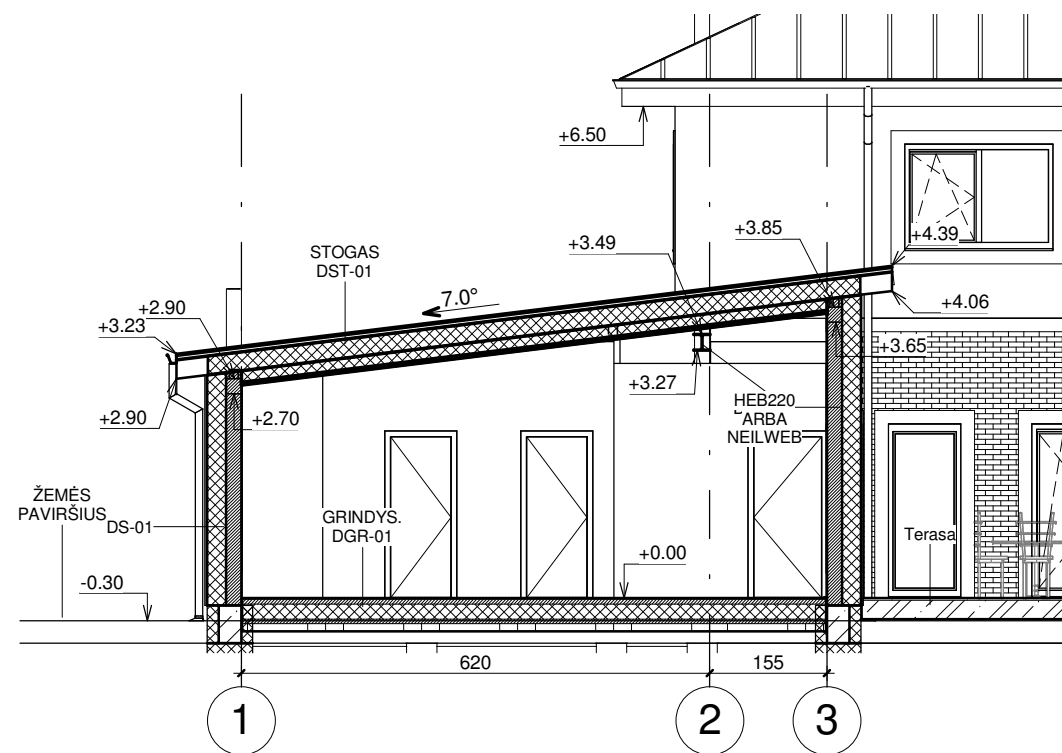 +6.50
+3.49
+3.85
+4.39
STOGAS
DST-01
7.0°
+2.90
+3.23
+4.06
+3.65
+3.27
HEB220
ARBA
NEILWEB
+2.90
+2.70
ŽEMĖS
PAVIRŠIUS
DS-01
GRINDYS.
DGR-01
Terasa
+0.00
-0.30
620
155
1
2
3